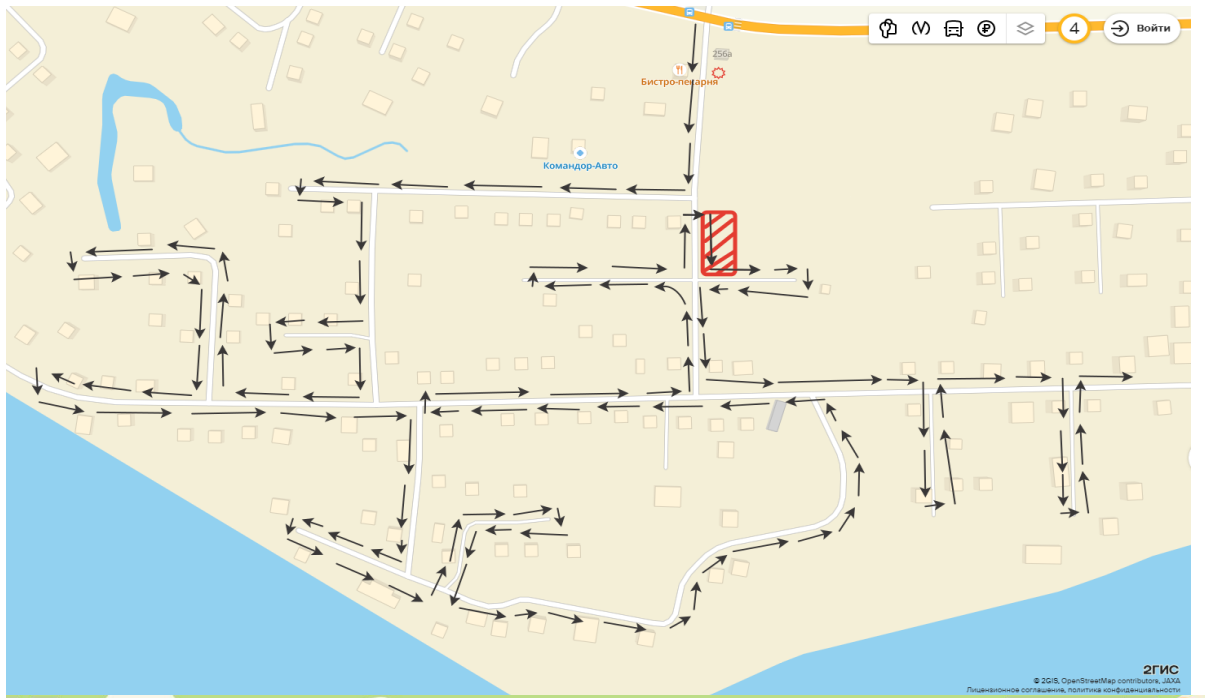 4
Войти
256а
Бистро-пекарня
Командор-Авто
2ГИС
© 2GIS, OpenStreetMap contributors, JAXA
Лицензионное соглашение, политика конфиденциальности